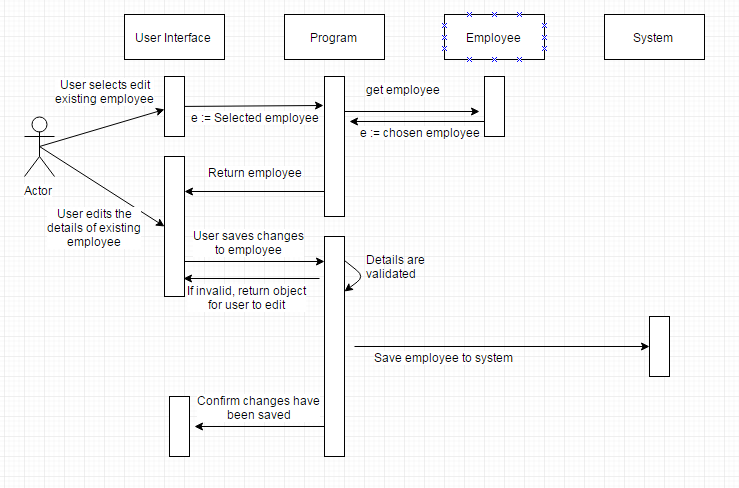 User Interface
Program
Employee
System
User selects edit
existing employee
get employee
e := Selected employee
e := chosen employee
Actor
Return employee
User edits the
details of existing
employee
User saves changes
to employee
Details are
validated
If invalid, return object
for user to edit
Save employee to system
Confirm changes have
been saved